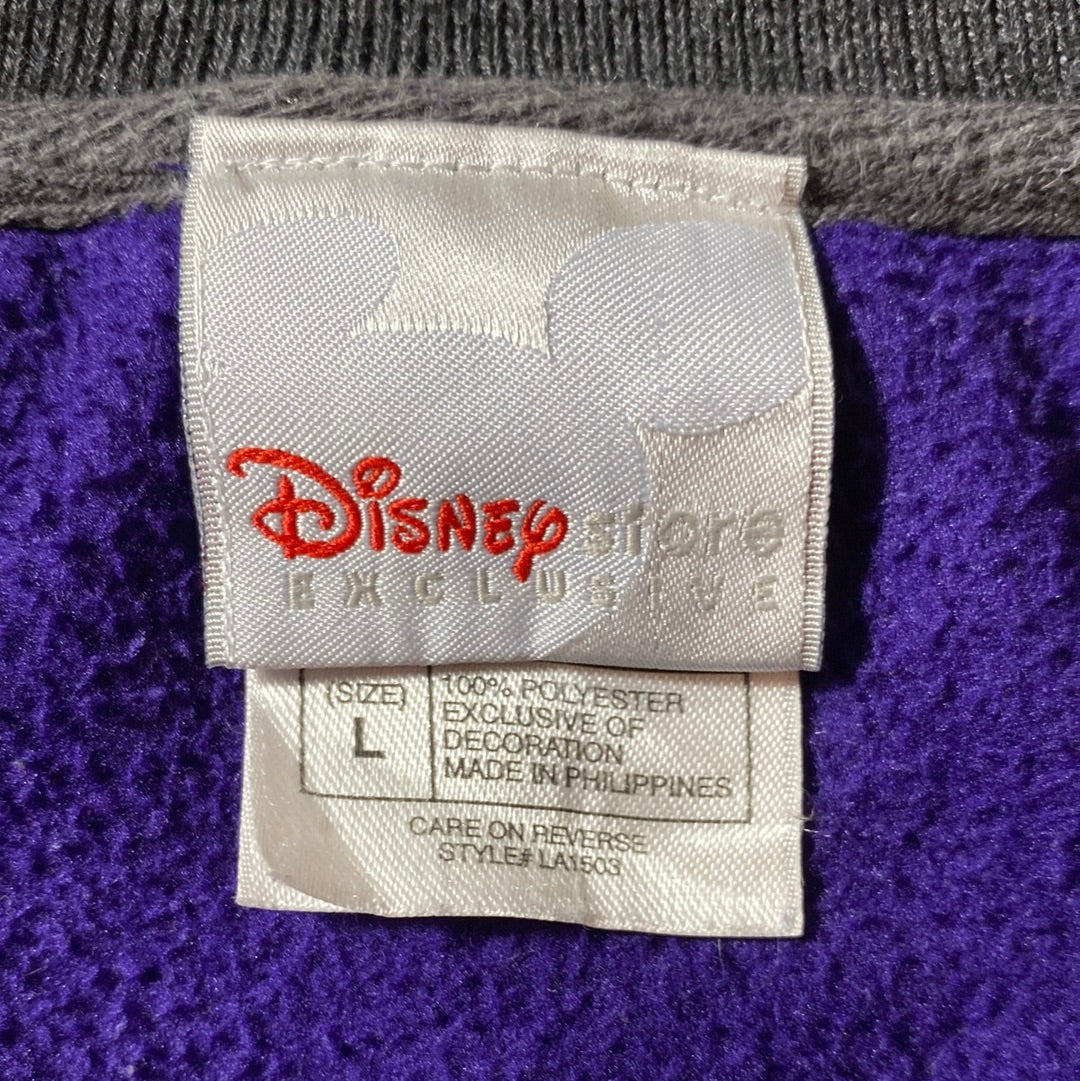 Disney store
EXCLUSIVE
(SIZE)
L
100% POLYESTER
EXCLUSIVE OF
DECORATION
MADE IN PHILIPPINES
CARE ON REVERSE
STYLE# LA1503